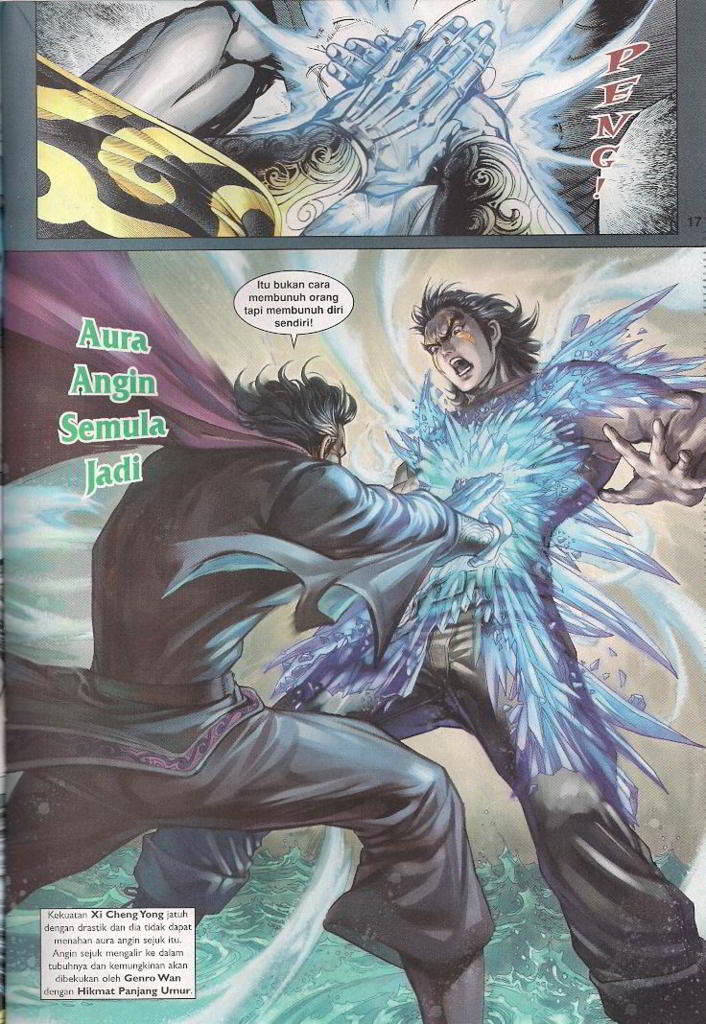 PENG!
17
Itu bukan cara
membunuh orang
tapi membunuh diri
sendiri!
Aura
Angin
Semula
Jadi
Kekuatan Xi Cheng Yong jatuh
dengan drastik dan dia tidak dapat
menahan aura angin sejuk itu.
Angin sejuk mengalir ke dalam
tubuhnya dan kemungkinan akan
dibekukan oleh Genro Wan
dengan Hikmat Panjang Umur.